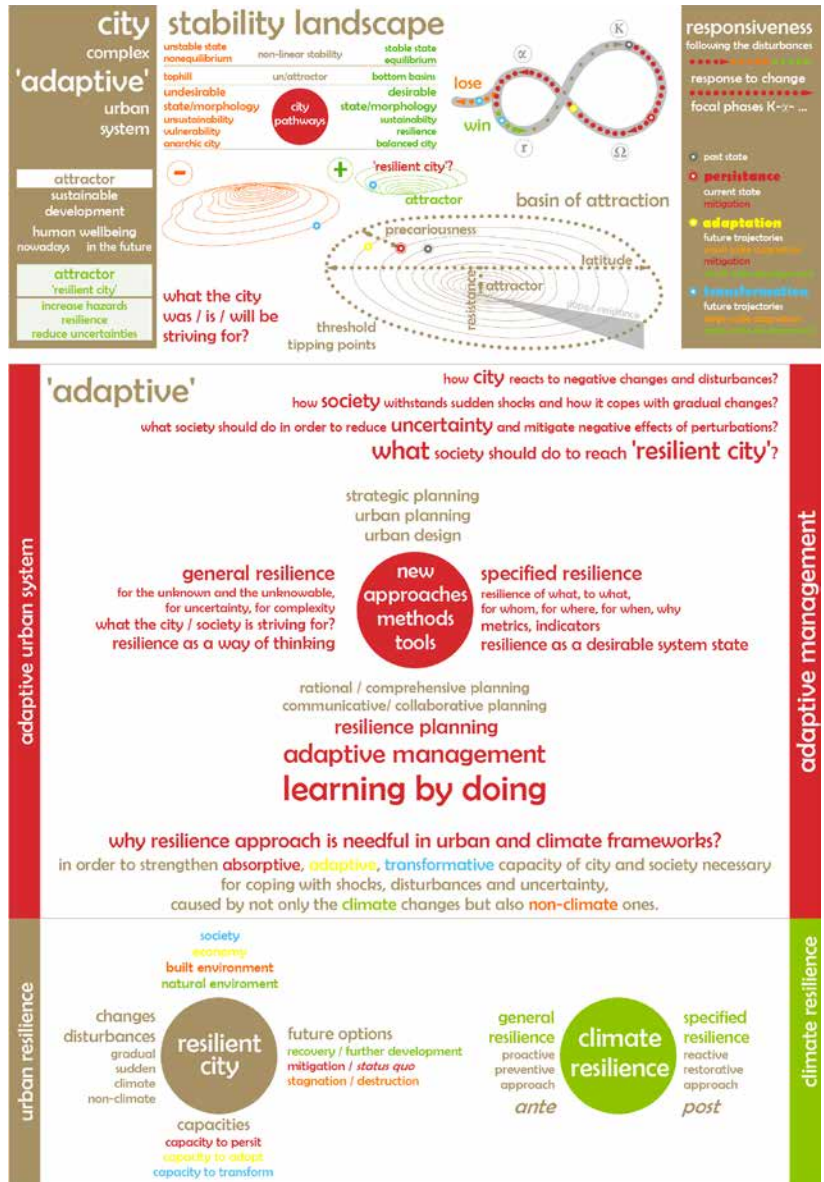 city
complex
'adaptive'
urban
system
attractor
sustainable
development
human wellbeing
nowadays in the future
attractor
'resilient city'
increase hazards
resilience
reduce uncertainties
stability landscape
unstable state
nonequilibrium
non-linear stability
stoble state
equilibrium
tophill
un/attractor
bottom basins
undesirable
state/morphology
unsustainability
vulnerability
anarchic city
city
pathways
desirable
state/morphology
sustainability
resilience
balanced city
lose
win
α
K
r
Ω
−
+
'resilient city'?
attractor
basin of attraction
precariousness
latitude
resistance
attractor
threshold
tipping points
what the city
was / is / will be
striving for?
responsiveness
following the disturbances
response to change
focal phases K-α- ...
past state
persistance
current state
mitigation
adaptation
future trajectories
mitigation
transformation
future trajectories
adaptive urban system
'adaptive'
how city reacts to negative changes and disturbances?
how society withstands sudden shocks and how it copes with gradual changes?
what society should do in order to reduce uncertainty and mitigate negative effects of perturbations?
what society should do to reach 'resilient city'?
strategic planning
urban planning
urban design
general resilience
for the unknown and the unknowable,
for uncertainty, for complexity
what the city / society is striving for?
resilience as a way of thinking
new
approaches
methods
tools
specified resilience
resilience of what, to what,
for whom, for where, for when, why
metrics, indicators
resilience as a desirable system state
rational / comprehensive planning
communicative/ collaborative planning
resilience planning
adaptive management
learning by doing
why resilience approach is needful in urban and climate frameworks?
in order to strengthen absorptive, adaptive, transformative capacity of city and society necessary
for coping with shocks, disturbances and uncertainty,
caused by not only the climate changes but also non-climate ones.
adaptive management
urban resilience
society
economy
built environment
natural enviroment
changes
disturbances
gradual
sudden
climate
non-climate
resilient
city
future options
recovery / further development
mitigation / status quo
stagnation / destruction
capacities
capacity to persit
capacity to adopt
capacity to transform
general
resilience
proactive
preventive
approach
ante
climate
resilience
specified
resilience
reactive
restorative
approach
post
climate resilience